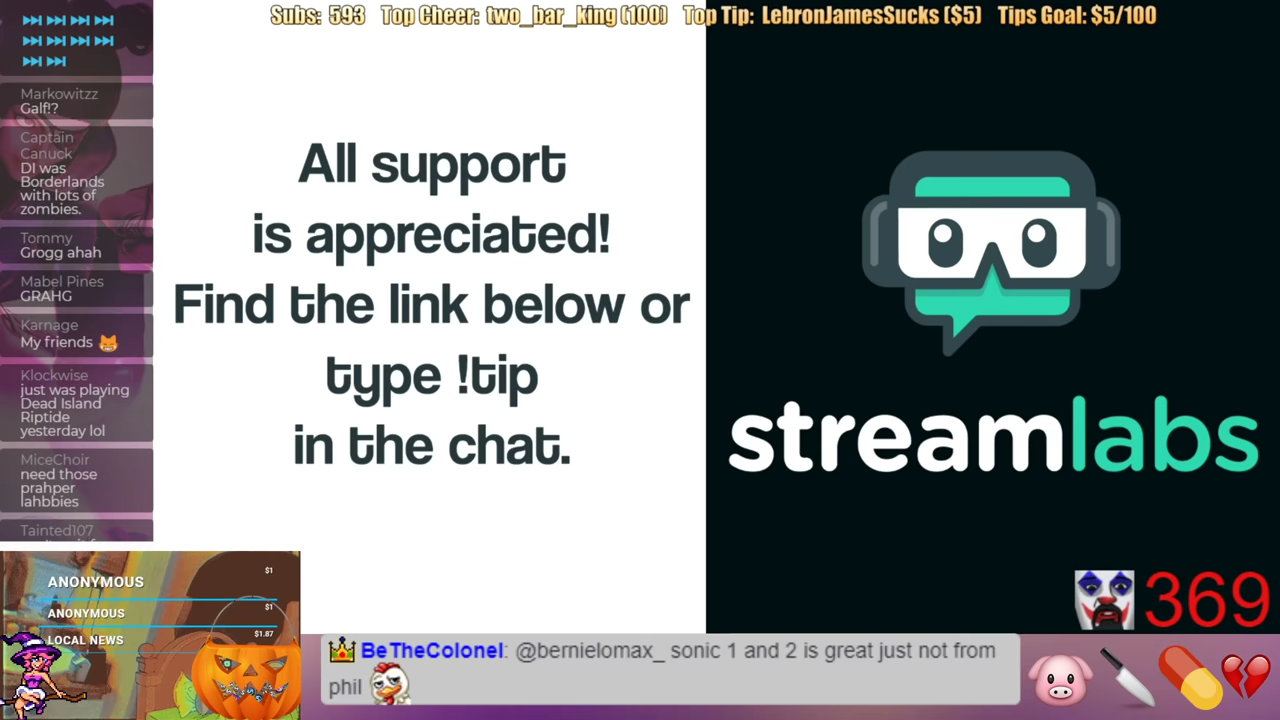 Subs: 593 Top Cheer: two_bar_king (100) Top Tip: LebronJamesSucks ($5) Tips Goal: $5/100
Markowitzz
Galf!?
Captain
Canuck
DI was
Borderlands
with lots of
zombies.
Tommy
Grogg ahah
Mabel Pines
GRAHG
Karnage
My friends
Klockwise
just was playing
Dead Island
Riptide
yesterday lol
MiceChoir
need those
prahper
lahbbies
Tainted107
All support
is appreciated!
Find the link below or
type !tip
in the chat.
streamlabs
ANONYMOUS $1
ANONYMOUS $1
LOCAL NEWS $1.87
369
BeTheColonel: @bernielomax_ sonic 1 and 2 is great just not from
phil